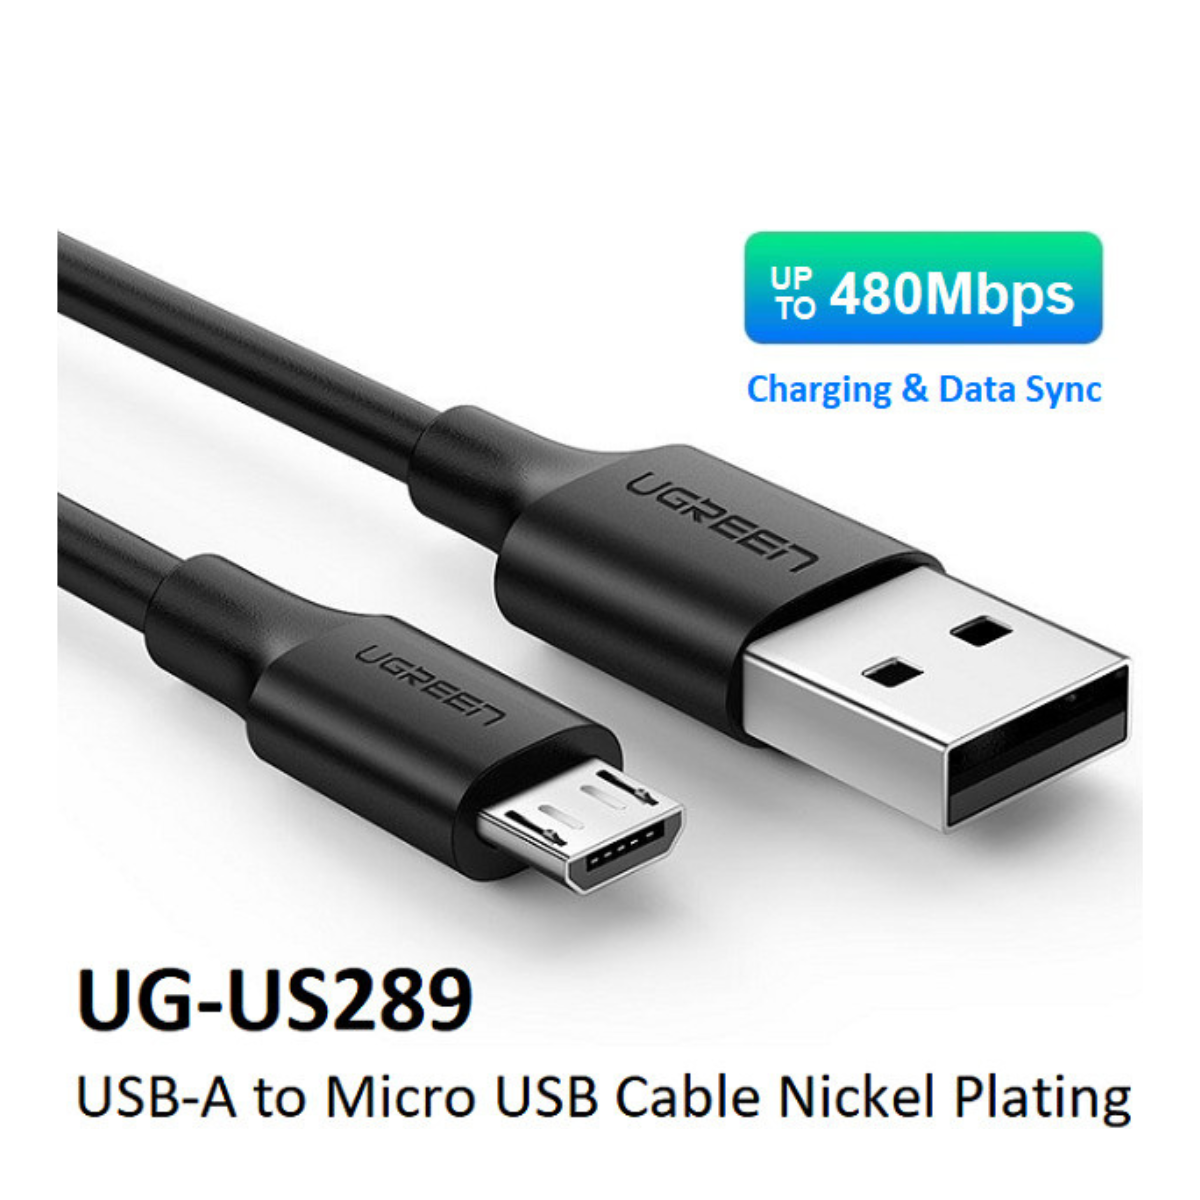 UP
TO 480Mbps
Charging & Data Sync
UGREEN
UGREEN
UG-US289
USB-A to Micro USB Cable Nickel Plating